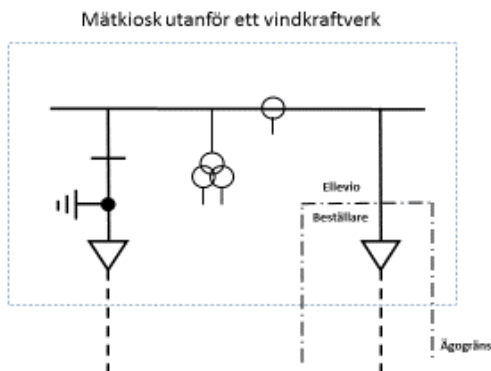 Mätkiosk utanför ett vindkraftverk
Ellevio
Beställare
Ägogräns